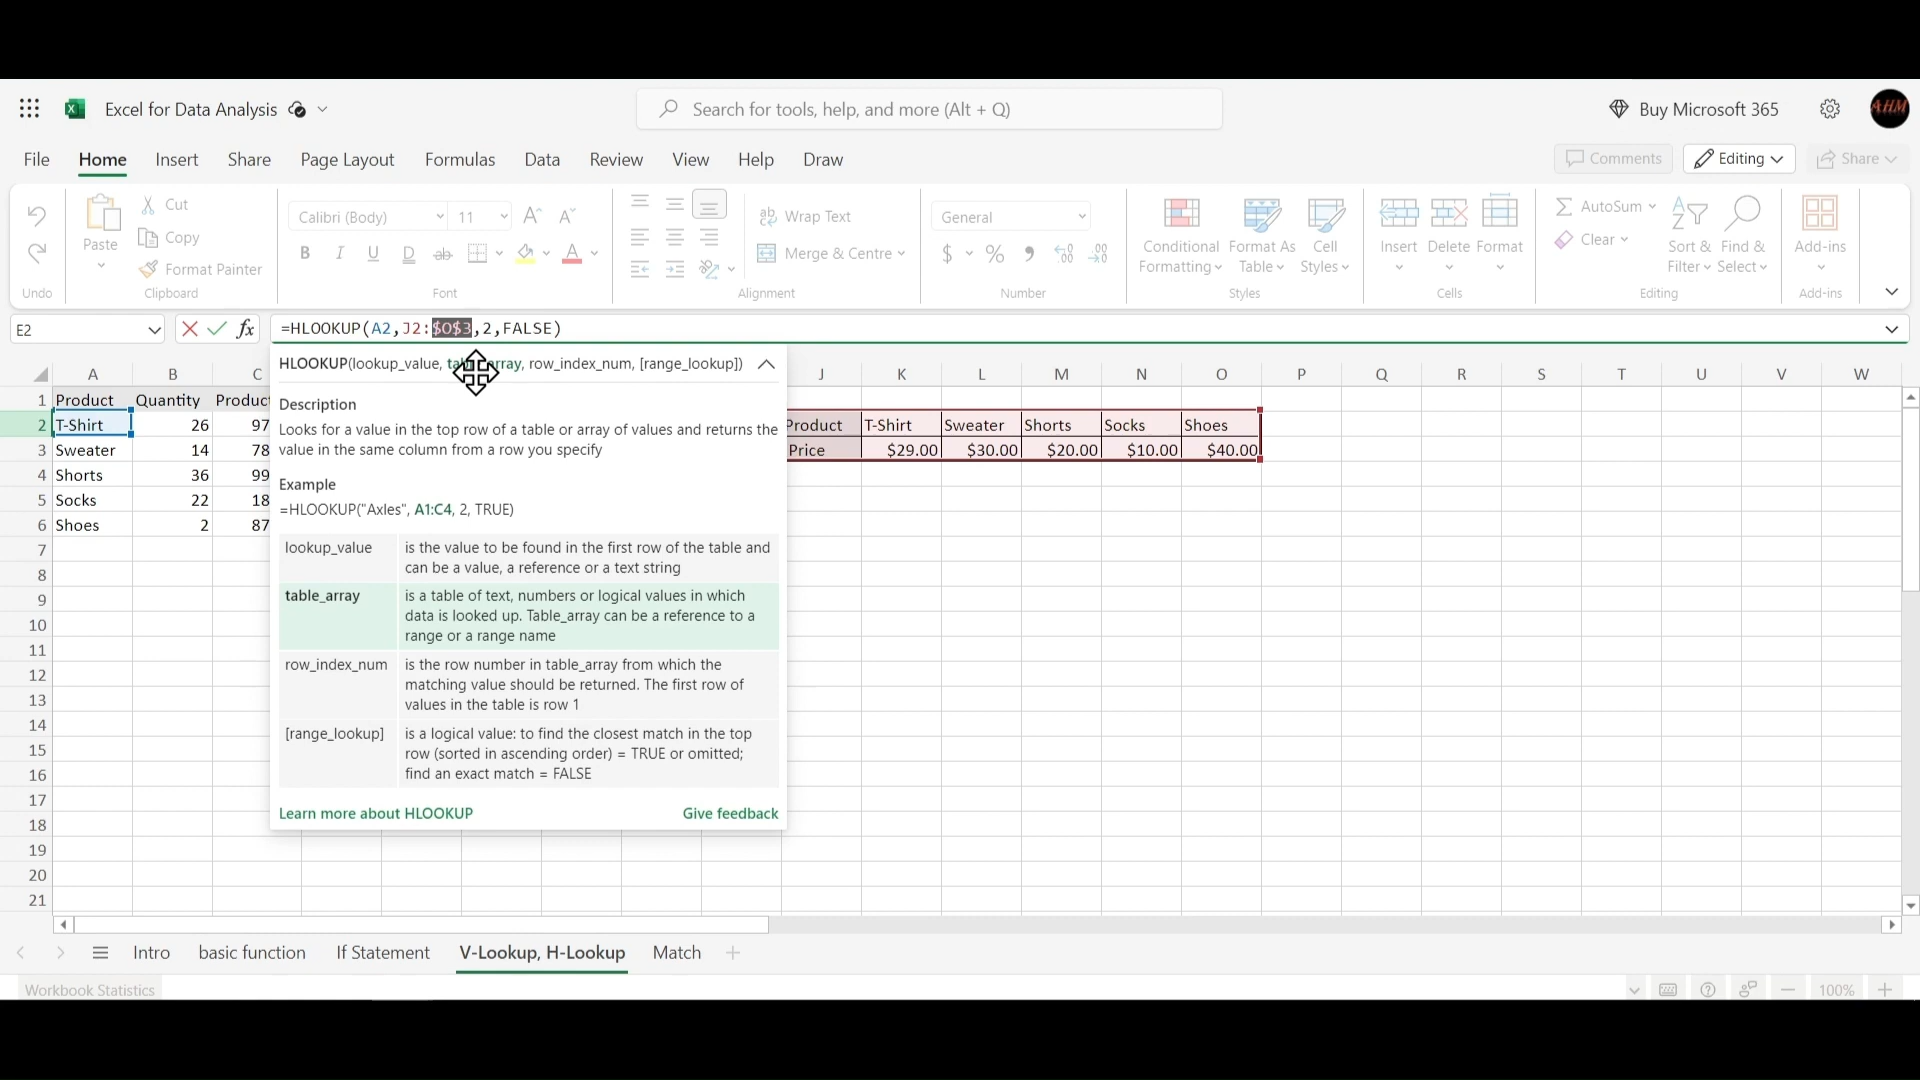 Excel for Data Analysis
Search for tools, help, and more (Alt + Q)
Buy Microsoft 365
AHM
File Home Insert Share Page Layout Formulas Data Review View Help Draw
Comments Editing Share
Paste Cut Copy Format Painter
Calibri (Body) 11
B I U D ab A
ab Wrap Text
Merge & Centre
General
$ % 9 .00
Conditional Formatting Format As Table Cell Styles
Insert Delete Format
AutoSum Clear
Sort & Filter Find & Select
Add-ins
Undo Clipboard Font Alignment Number Styles Cells Editing Add-ins
E2 fx =HLOOKUP(A2,J2:$O$3,2,FALSE)
HLOOKUP(lookup_value, table_array, row_index_num, [range_lookup])
A B C J K L M N O P Q R S T U V W
1 Product Quantity Product
2 T-Shirt 26 97 Product T-Shirt Sweater Shorts Socks Shoes
3 Sweater 14 78 Price $29.00 $30.00 $20.00 $10.00 $40.00
4 Shorts 36 99
5 Socks 22 18
6 Shoes 2 87
7
8
9
10
11
12
13
14
15
16
17
18
19
20
21
Description
Looks for a value in the top row of a table or array of values and returns the
value in the same column from a row you specify
Example
=HLOOKUP("Axles", A1:C4, 2, TRUE)
lookup_value is the value to be found in the first row of the table and
can be a value, a reference or a text string
table_array is a table of text, numbers or logical values in which
data is looked up. Table_array can be a reference to a
range or a range name
row_index_num is the row number in table_array from which the
matching value should be returned. The first row of
values in the table is row 1
[range_lookup] is a logical value: to find the closest match in the top
row (sorted in ascending order) = TRUE or omitted;
find an exact match = FALSE
Learn more about HLOOKUP Give feedback
Intro basic function If Statement V-Lookup, H-Lookup Match
Workbook Statistics 100%